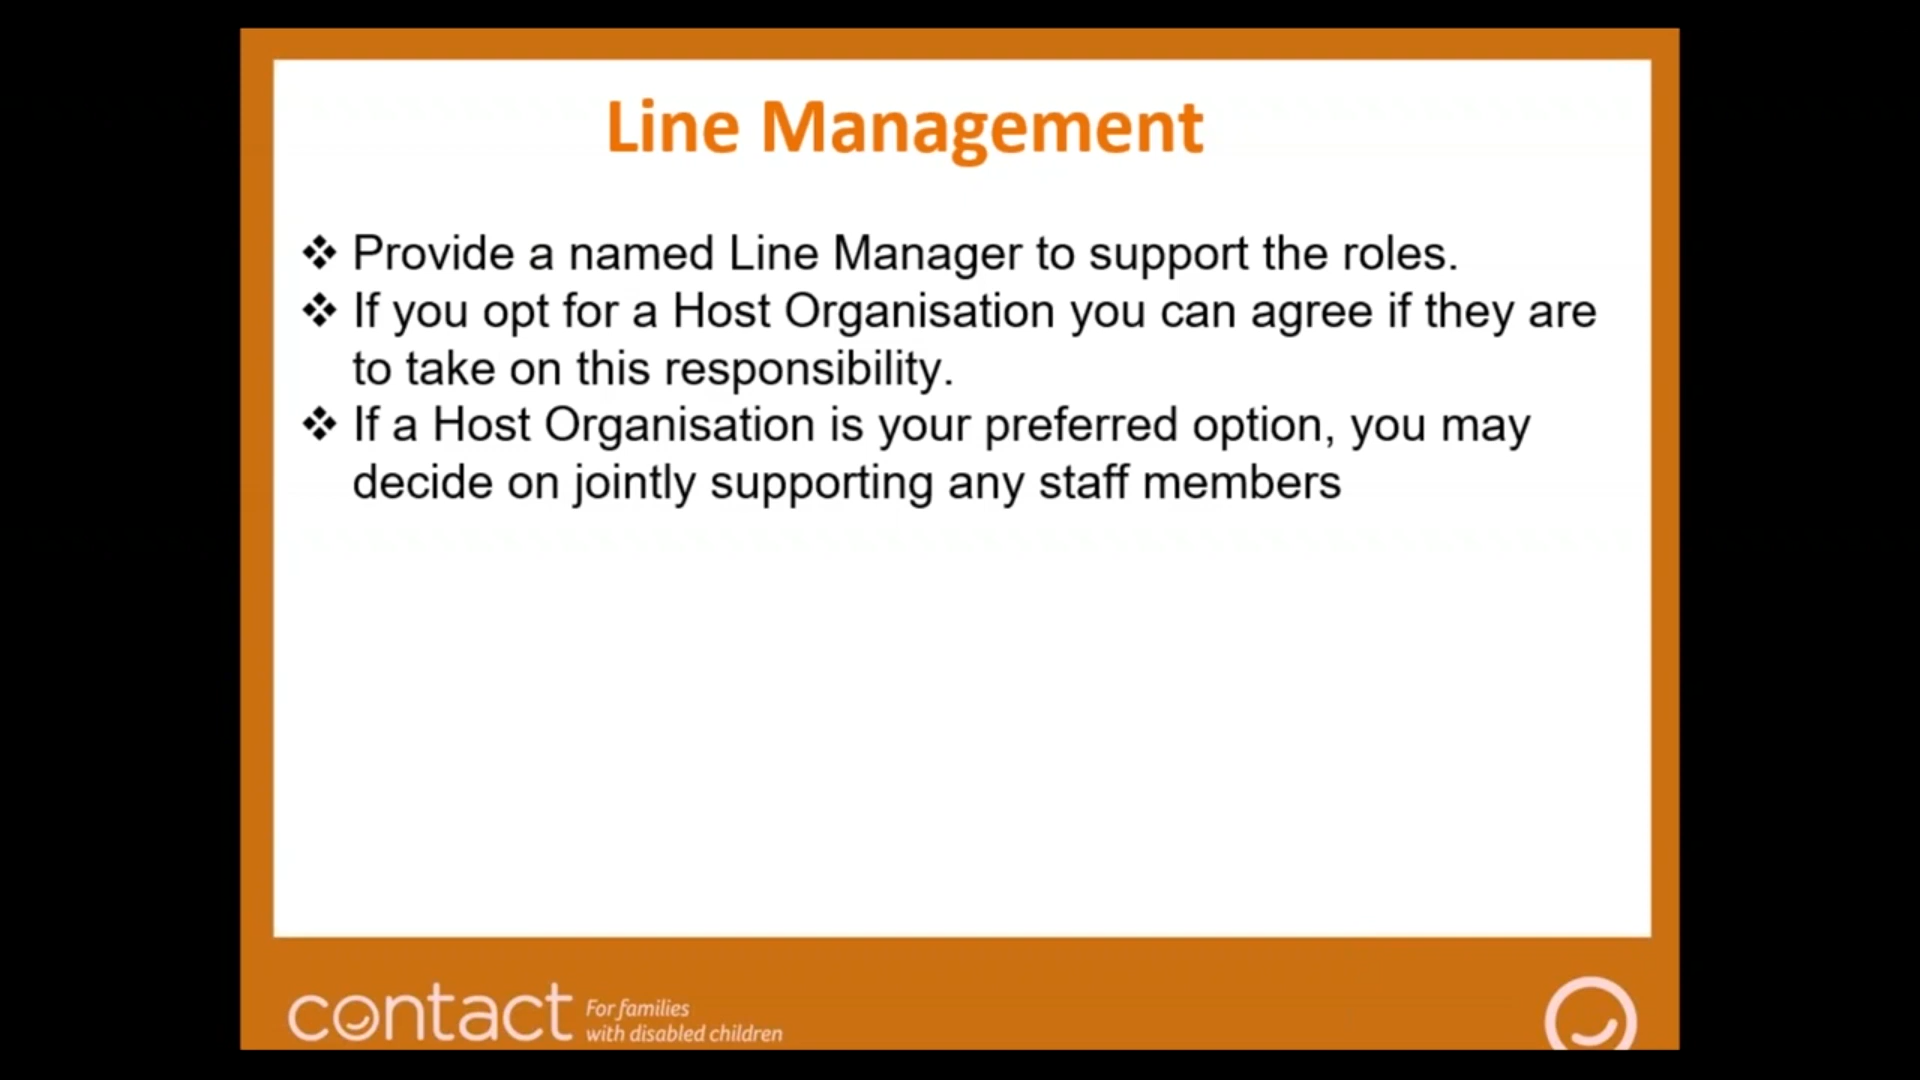 Line Management
❖ Provide a named Line Manager to support the roles.
❖ If you opt for a Host Organisation you can agree if they are
to take on this responsibility.
❖ If a Host Organisation is your preferred option, you may
decide on jointly supporting any staff members
contact
For families
with disabled children